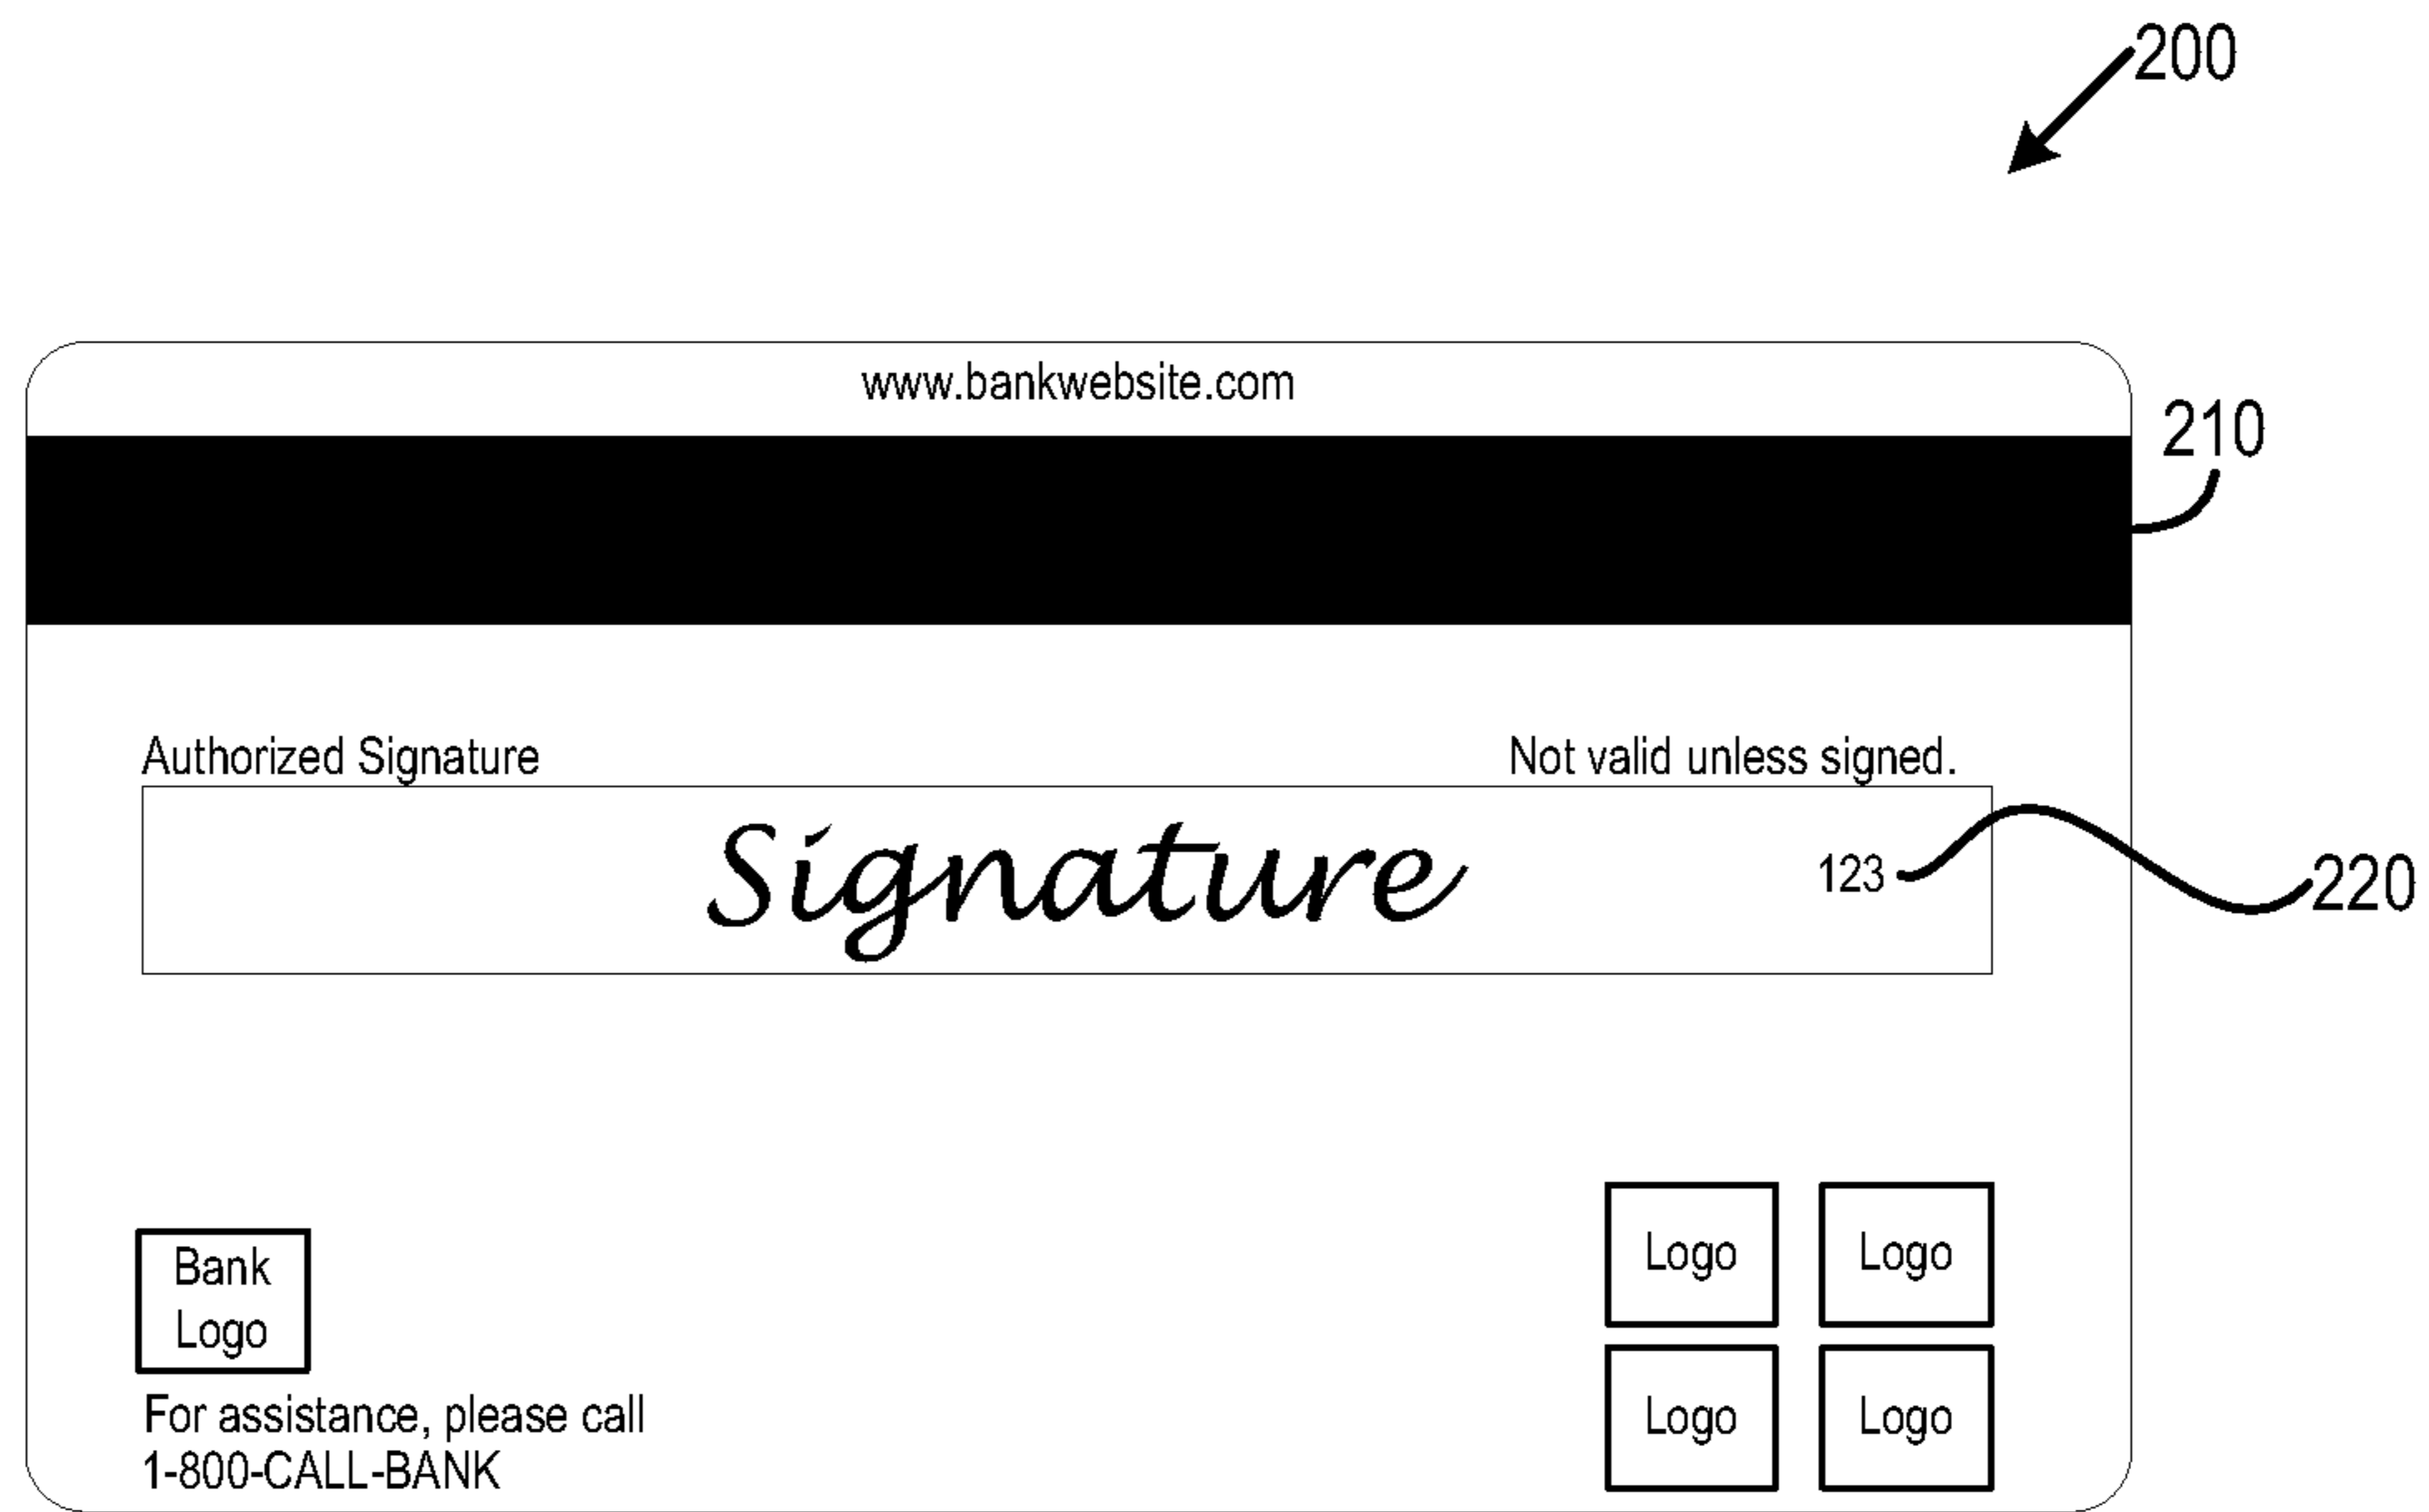 200
www.bankwebsite.com
210
Authorized Signature
Not valid unless signed.
Signature
123
220
Bank
Logo
Logo
Logo
Logo
Logo
For assistance, please call
1-800-CALL-BANK